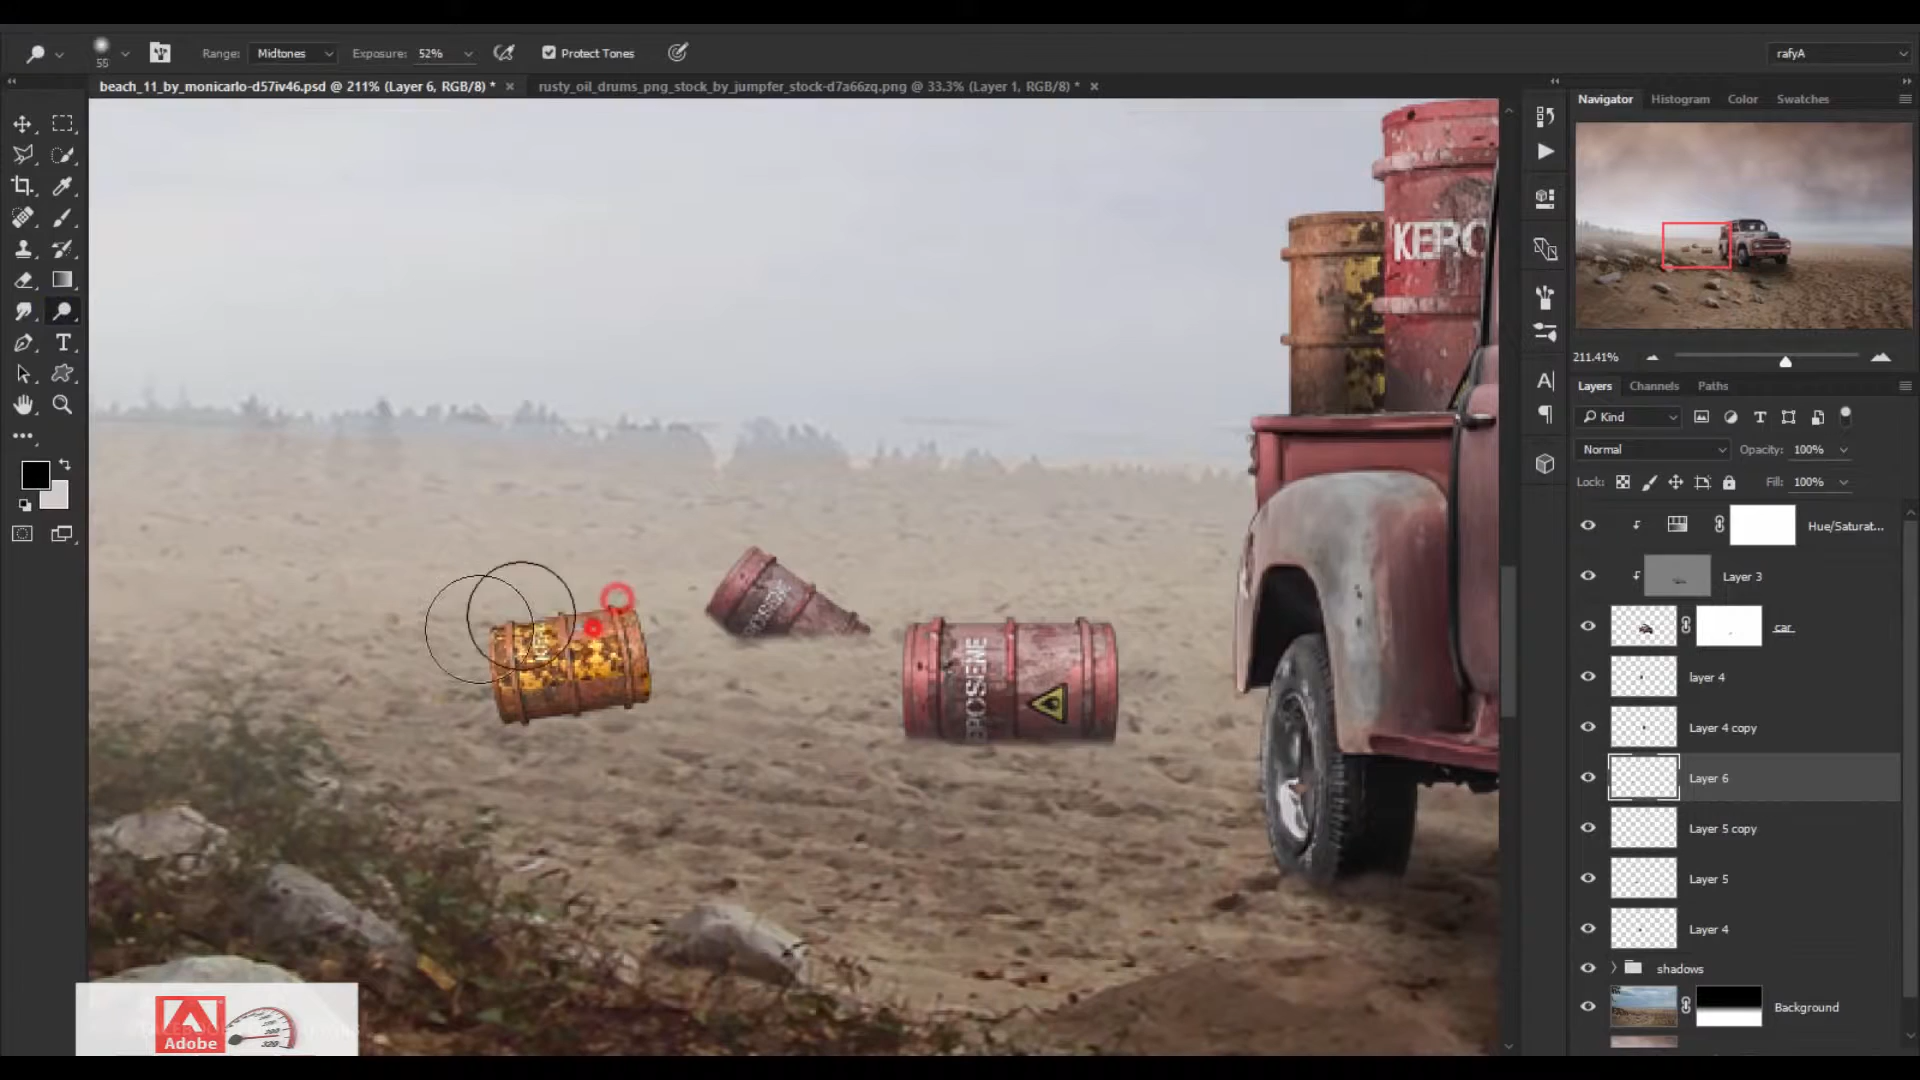 55
Range: Midtones
Exposure: 52%
Protect Tones
rafyA
beach_11_by_monicarlo-d57iv46.psd @ 211% (Layer 6, RGB/8) *
rusty_oil_drums_png_stock_by_jumpfer_stock-d7a66zq.png @ 33.3% (Layer 1, RGB/8) *
Navigator
Histogram
Color
Swatches
KERO
211.41%
Layers
Channels
Paths
Kind
Normal
Opacity: 100%
Lock:
Fill: 100%
Hue/Saturat...
Layer 3
car
layer 4
Layer 4 copy
Layer 6
Layer 5 copy
Layer 5
Layer 4
shadows
Background
KER
EROSENE
Adobe